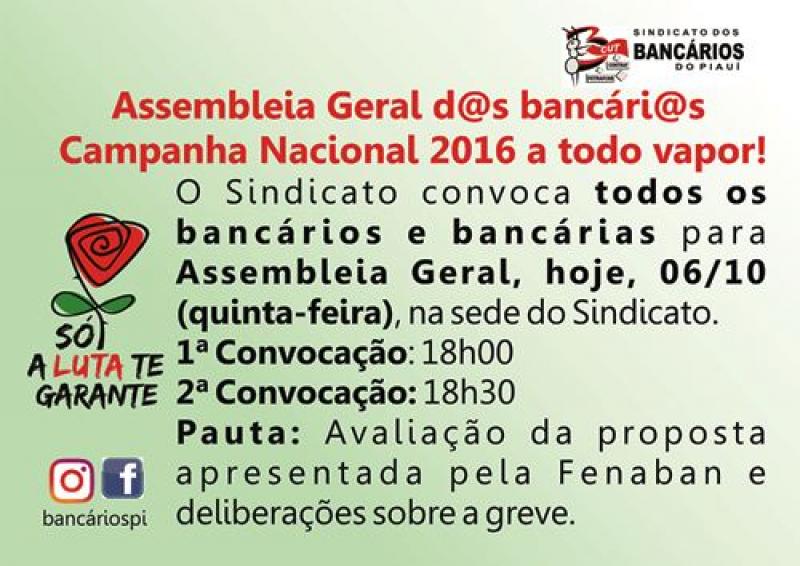 SINDICATO DOS
BANCÁRIOS
DO PIAUÍ
CUT
Assembleia Geral d@s bancári@s
Campanha Nacional 2016 a todo vapor!
O Sindicato convoca todos os
bancários e bancárias para
Assembleia Geral, hoje, 06/10
(quinta-feira), na sede do Sindicato.
1ª Convocação: 18h00
2ª Convocação: 18h30
Pauta: Avaliação da proposta
apresentada pela Fenaban e
deliberações sobre a greve.
SÓ
A LUTA TE
GARANTE
bancáriospi